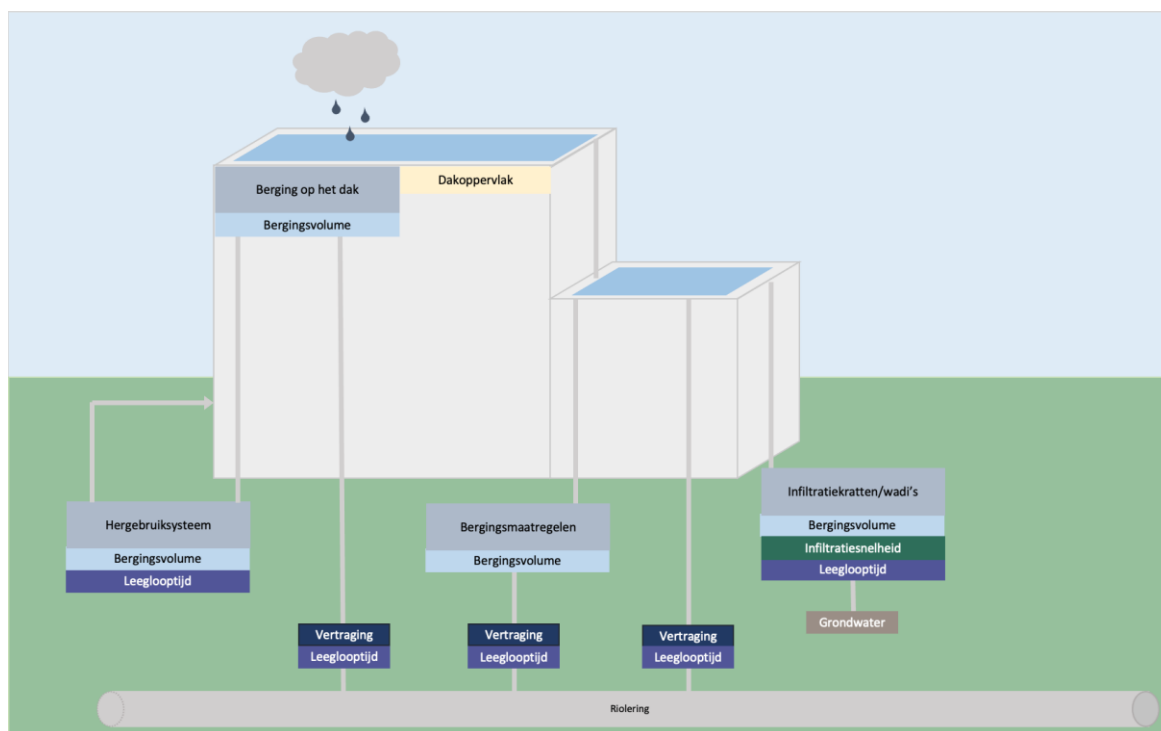 Berging op het dak
Dakoppervlak
Bergingsvolume
Hergebruiksysteem
Bergingsvolume
Leeglooptijd
Bergingsmaatregelen
Bergingsvolume
Infiltratiekratten/wadi's
Bergingsvolume
Infiltratiesnelheid
Leeglooptijd
Grondwater
Vertraging
Leeglooptijd
Vertraging
Leeglooptijd
Vertraging
Leeglooptijd
Riolering